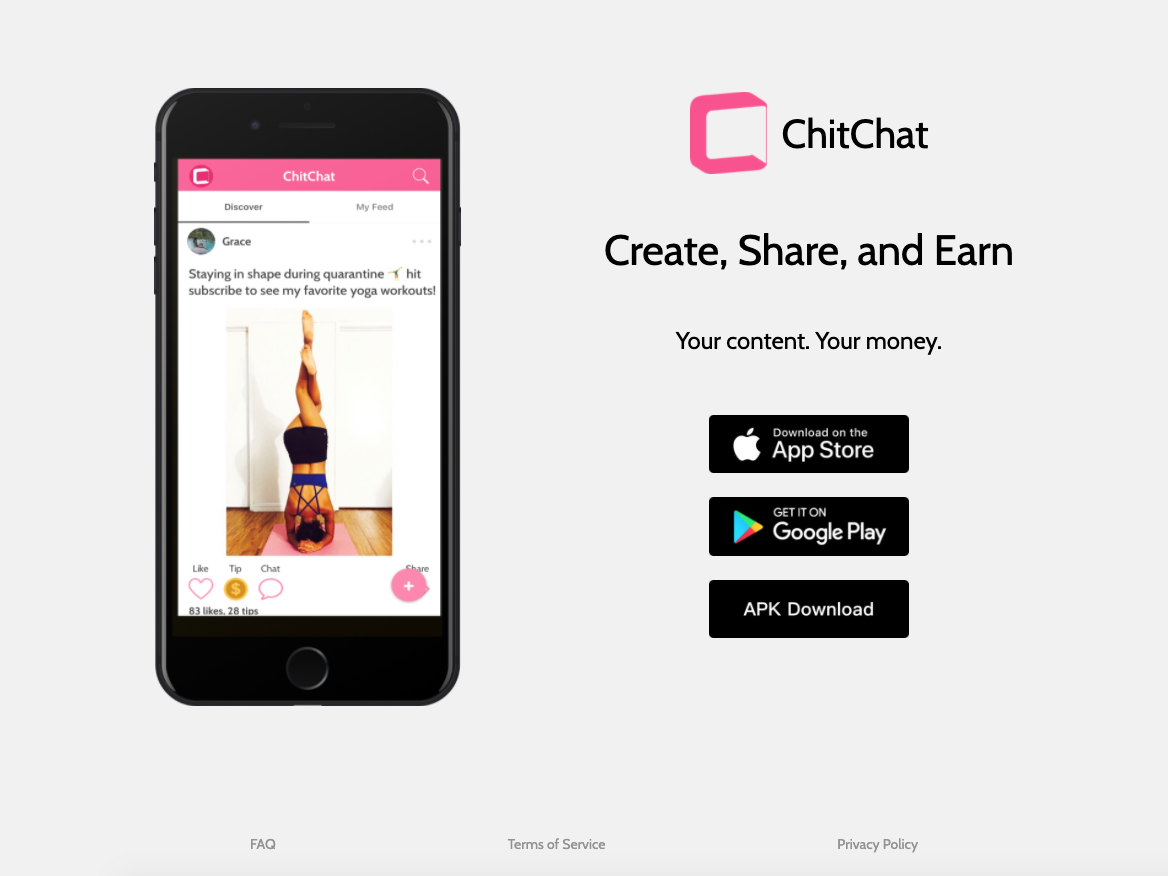 ChitChat
Discover
My Feed
Grace
Staying in shape during quarantine 🤸 hit
subscribe to see my favorite yoga workouts!
Like
Tip
Chat
Share
83 likes, 28 tips
ChitChat
Create, Share, and Earn
Your content. Your money.
Download on the
App Store
GET IT ON
Google Play
APK Download
FAQ
Terms of Service
Privacy Policy